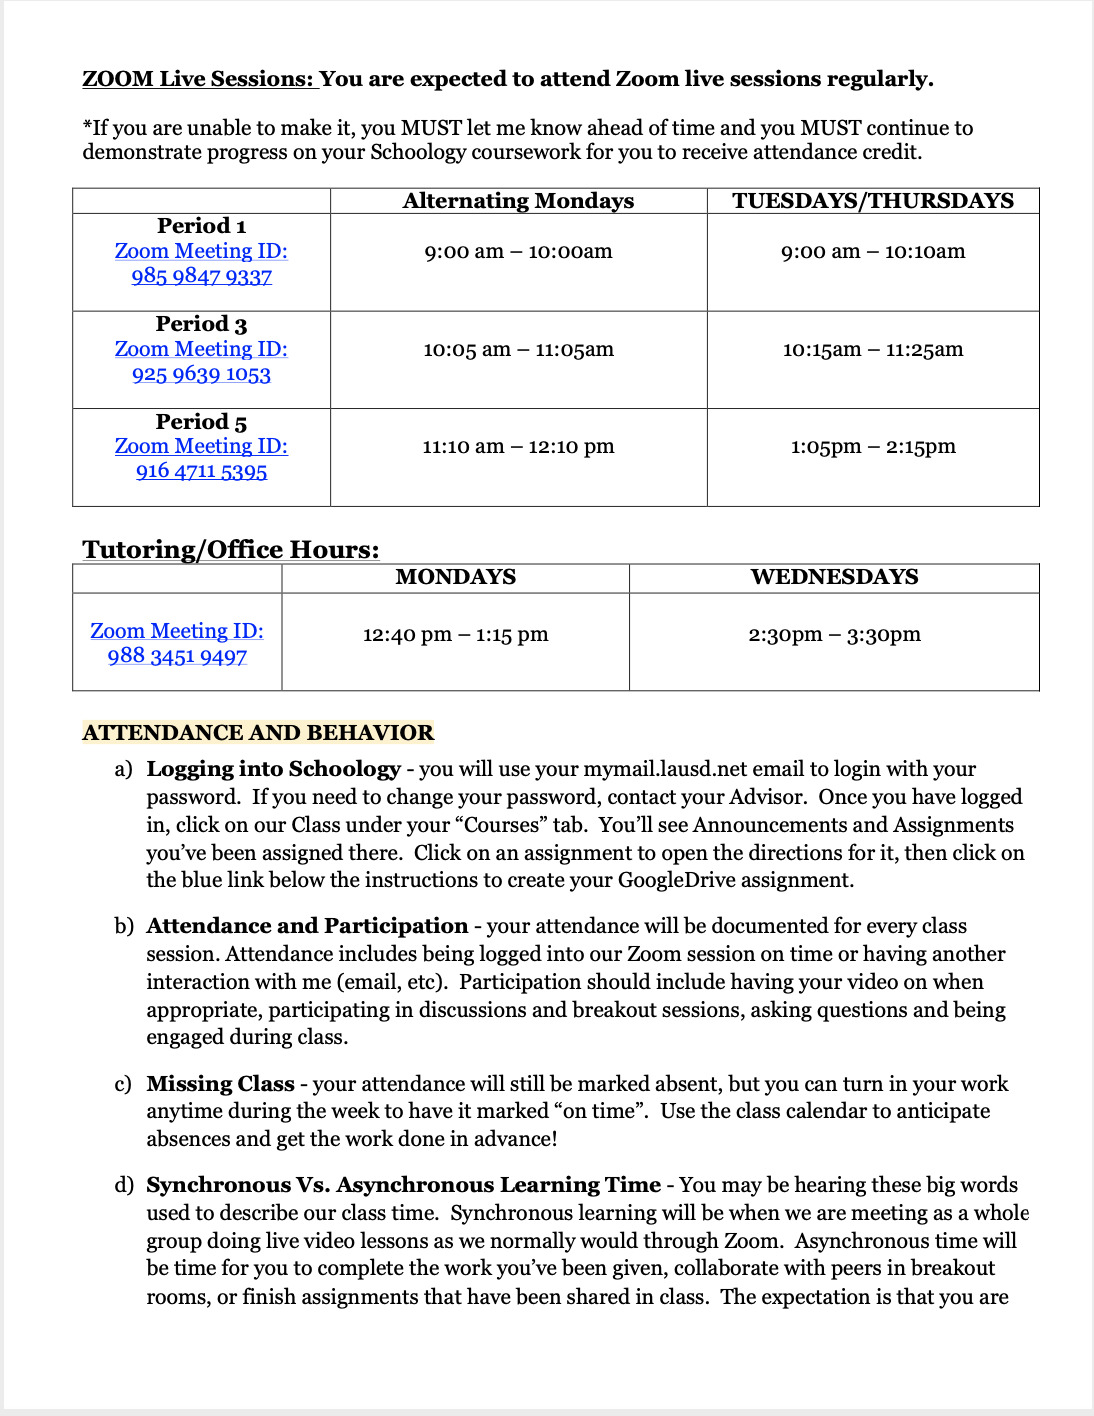 ZOOM Live Sessions: You are expected to attend Zoom live sessions regularly.
*If you are unable to make it, you MUST let me know ahead of time and you MUST continue to
demonstrate progress on your Schoology coursework for you to receive attendance credit.
Alternating Mondays TUESDAYS/THURSDAYS
Period 1
Zoom Meeting ID: 9:00 am – 10:00am 9:00 am – 10:10am
985 9847 9337
Period 3
Zoom Meeting ID: 10:05 am – 11:05am 10:15am – 11:25am
925 9639 1053
Period 5
Zoom Meeting ID: 11:10 am – 12:10 pm 1:05pm – 2:15pm
916 4711 5395
Tutoring/Office Hours:
MONDAYS WEDNESDAYS
Zoom Meeting ID: 12:40 pm – 1:15 pm 2:30pm – 3:30pm
988 3451 9497
ATTENDANCE AND BEHAVIOR
a) Logging into Schoology - you will use your mymail.lausd.net email to login with your
password.  If you need to change your password, contact your Advisor.  Once you have logged
in, click on our Class under your “Courses” tab.  You’ll see Announcements and Assignments
you’ve been assigned there.  Click on an assignment to open the directions for it, then click on
the blue link below the instructions to create your GoogleDrive assignment.
b) Attendance and Participation - your attendance will be documented for every class
session. Attendance includes being logged into our Zoom session on time or having another
interaction with me (email, etc).  Participation should include having your video on when
appropriate, participating in discussions and breakout sessions, asking questions and being
engaged during class.
c) Missing Class - your attendance will still be marked absent, but you can turn in your work
anytime during the week to have it marked “on time”.  Use the class calendar to anticipate
absences and get the work done in advance!
d) Synchronous Vs. Asynchronous Learning Time - You may be hearing these big words
used to describe our class time.  Synchronous learning will be when we are meeting as a whole
group doing live video lessons as we normally would through Zoom.  Asynchronous time will
be time for you to complete the work you’ve been given, collaborate with peers in breakout
rooms, or finish assignments that have been shared in class.  The expectation is that you are